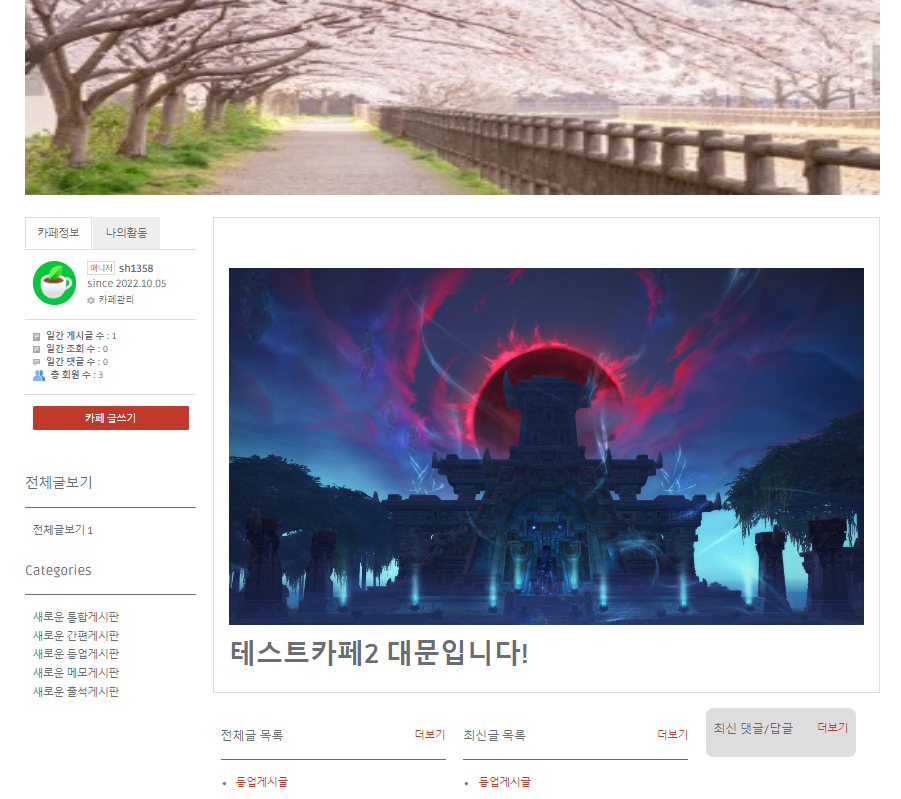 카페정보 나의활동
매니저 sh1358
since 2022.10.05
카페관리
일간 게시글 수 : 1
일간 조회 수 : 0
일간 댓글 수 : 0
총 회원 수 : 3
카페 글쓰기
전체글보기
전체글보기 1
Categories
새로운 통합게시판
새로운 간편게시판
새로운 등업게시판
새로운 메모게시판
새로운 출석게시판
테스트카페2 대문입니다!
전체글 목록 더보기
등업게시글
최신글 목록 더보기
등업게시글
최신 댓글/답글 더보기